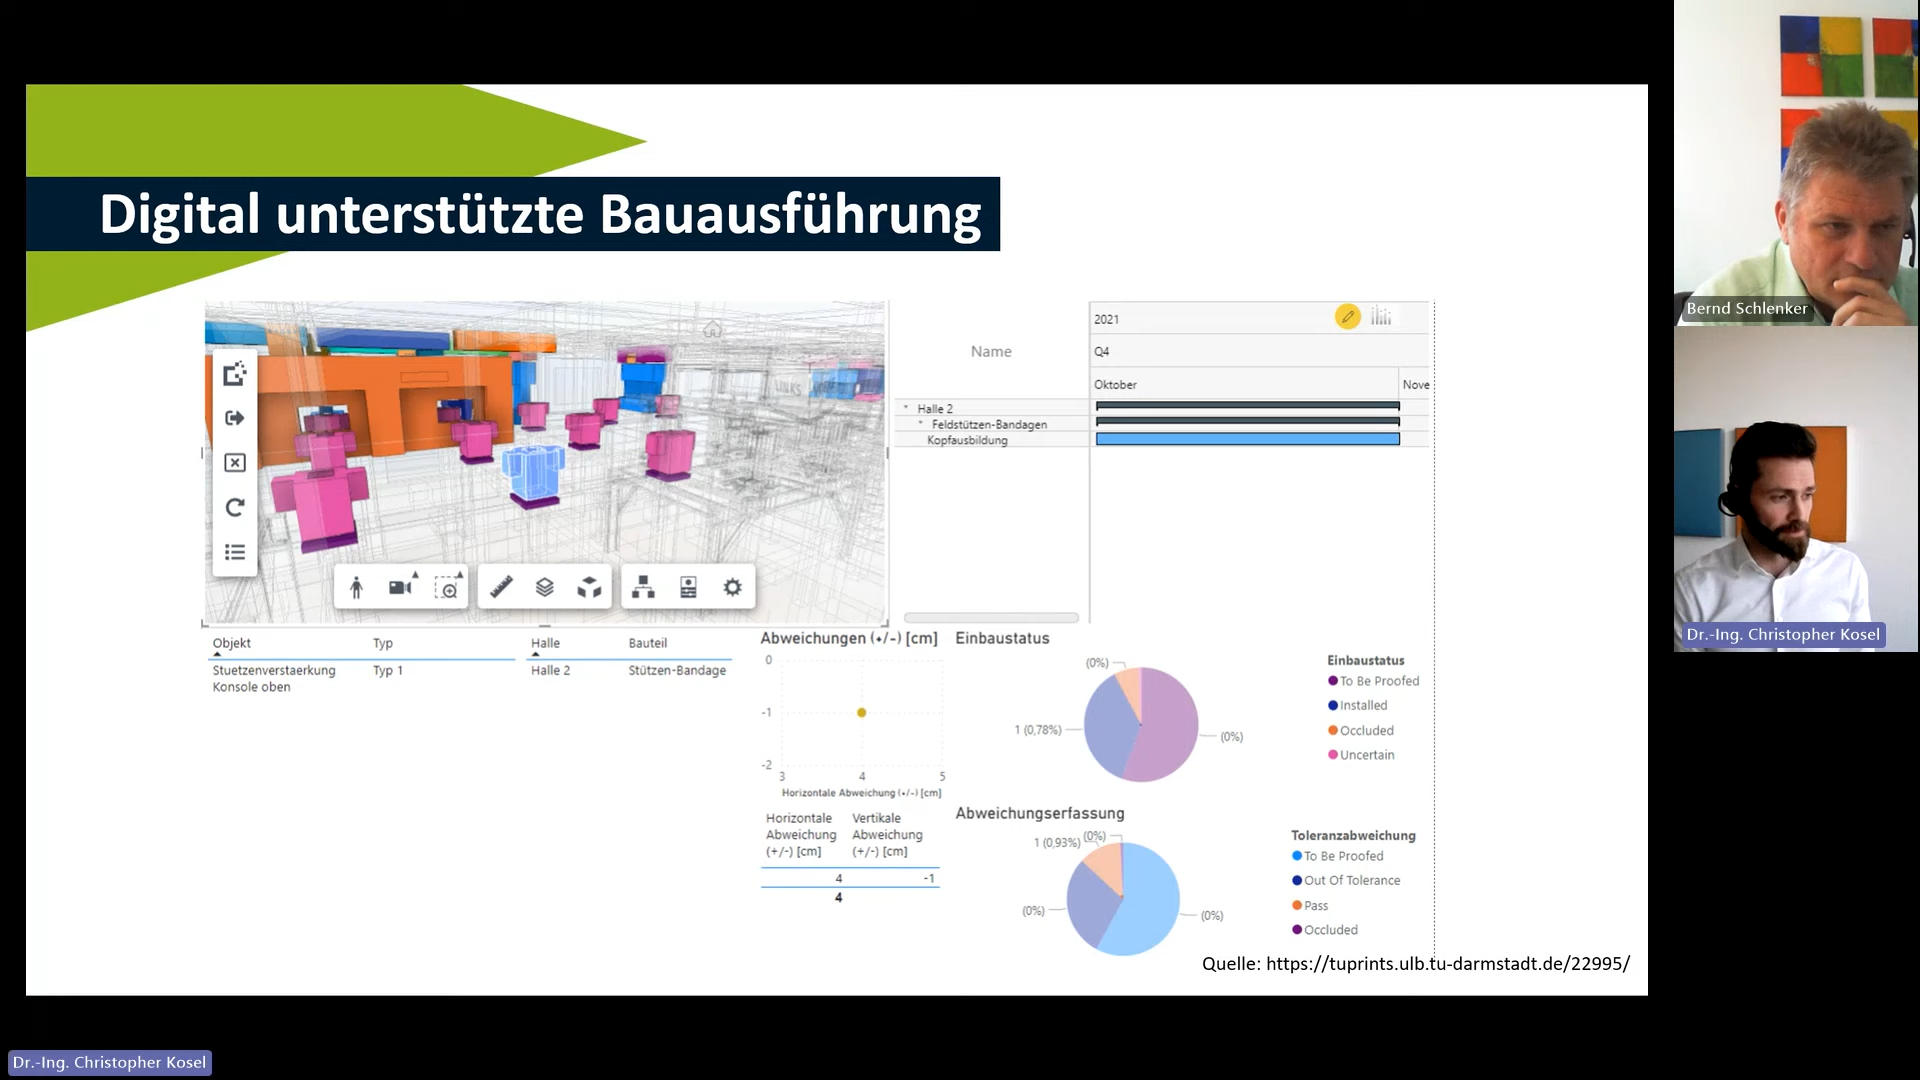 Digital unterstützte Bauausführung
Name
2021
Q4
Oktober
Nove
Halle 2
Feldstützen-Bandagen
Kopfausbildung
Objekt
Typ
Halle
Bauteil
Stuetzenverstaerkung
Konsole oben
Typ 1
Halle 2
Stützen-Bandage
Abweichungen (+/-) [cm]
0
-1
-2
3
4
5
Horizontale Abweichung (+/-) [cm]
Horizontale
Abweichung
(+/-) [cm]
Vertikale
Abweichung
(+/-) [cm]
4
-1
4
Einbaustatus
(0%)
1 (0,78%)
(0%)
Einbaustatus
To Be Proofed
Installed
Occluded
Uncertain
Abweichungserfassung
1 (0,93%)
(0%)
(0%)
(0%)
Toleranzabweichung
To Be Proofed
Out Of Tolerance
Pass
Occluded
Quelle: https://tuprints.ulb.tu-darmstadt.de/22995/
Bernd Schlenker
Dr.-Ing. Christopher Kosel
Dr.-Ing. Christopher Kosel